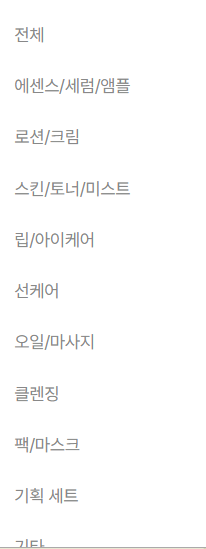 전체
에센스/세럼/앰플
로션/크림
스킨/토너/미스트
립/아이케어
선케어
오일/마사지
클렌징
팩/마스크
기획 세트
기타